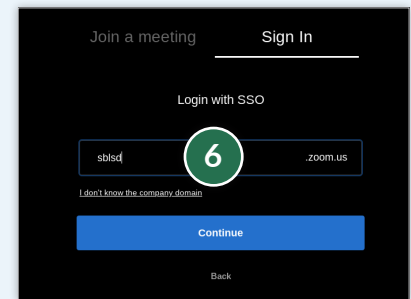 Join a meeting
Sign In
Login with SSO
sblsd
6
.zoom.us
I don't know the company domain
Continue
Back